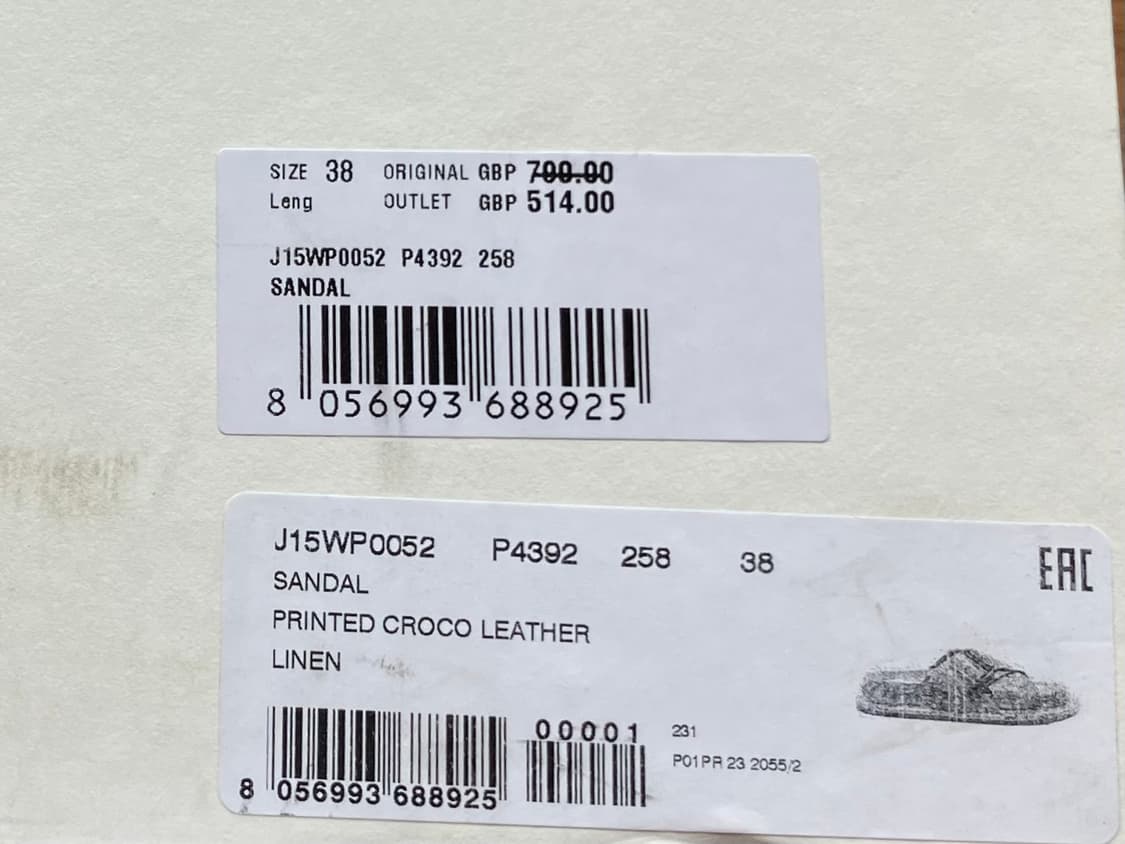 SIZE 38 ORIGINAL GBP 790.00
Leng OUTLET GBP 514.00
J15WP0052 P4392 258
SANDAL
8 056993 688925
J15WP0052 P4392 258 38
EAC
SANDAL
PRINTED CROCO LEATHER
LINEN
00001 231
P01PR 23 2055/2
8 056993 688925